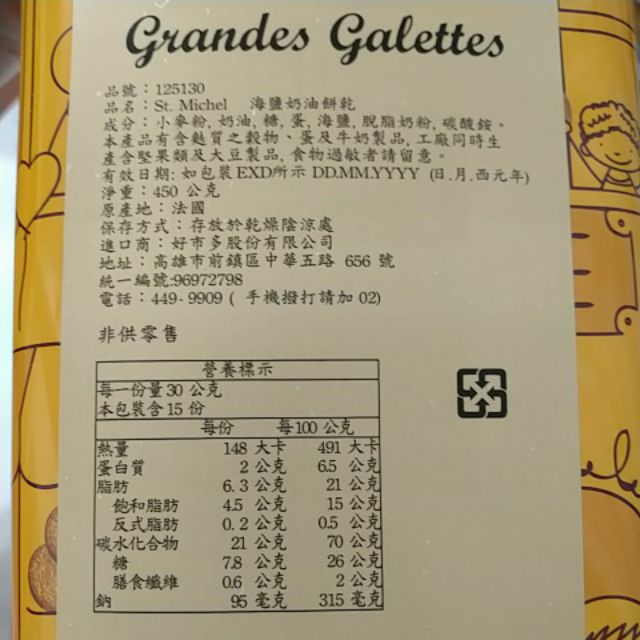 Grandes Galettes
品號：125130
品名：St. Michel 海鹽奶油餅乾
成分：小麥粉, 奶油, 糖, 蛋, 海鹽, 脫脂奶粉, 碳酸銨。
本產品有含麩質之穀物、蛋及牛奶製品, 工廠同時生
產含堅果類及大豆製品, 食物過敏者請留意。
有效日期: 如包裝EXD所示 DD.MM.YYYY (日.月.西元年)
淨重：450 公克
原產地：法國
保存方式：存放於乾燥陰涼處
進口商：好市多股份有限公司
地址：高雄市前鎮區中華五路 656 號
統一編號:96972798
電話：449-9909 ( 手機撥打請加 02)
非供零售
營養標示
每一份量30 公克
本包裝含15 份
每份 每100 公克
熱量 148 大卡 491 大卡
蛋白質 2 公克 6.5 公克
脂肪 6.3 公克 21 公克
飽和脂肪 4.5 公克 15 公克
反式脂肪 0.2 公克 0.5 公克
碳水化合物 21 公克 70 公克
糖 7.8 公克 26 公克
膳食纖維 0.6 公克 2 公克
鈉 95 毫克 315 毫克